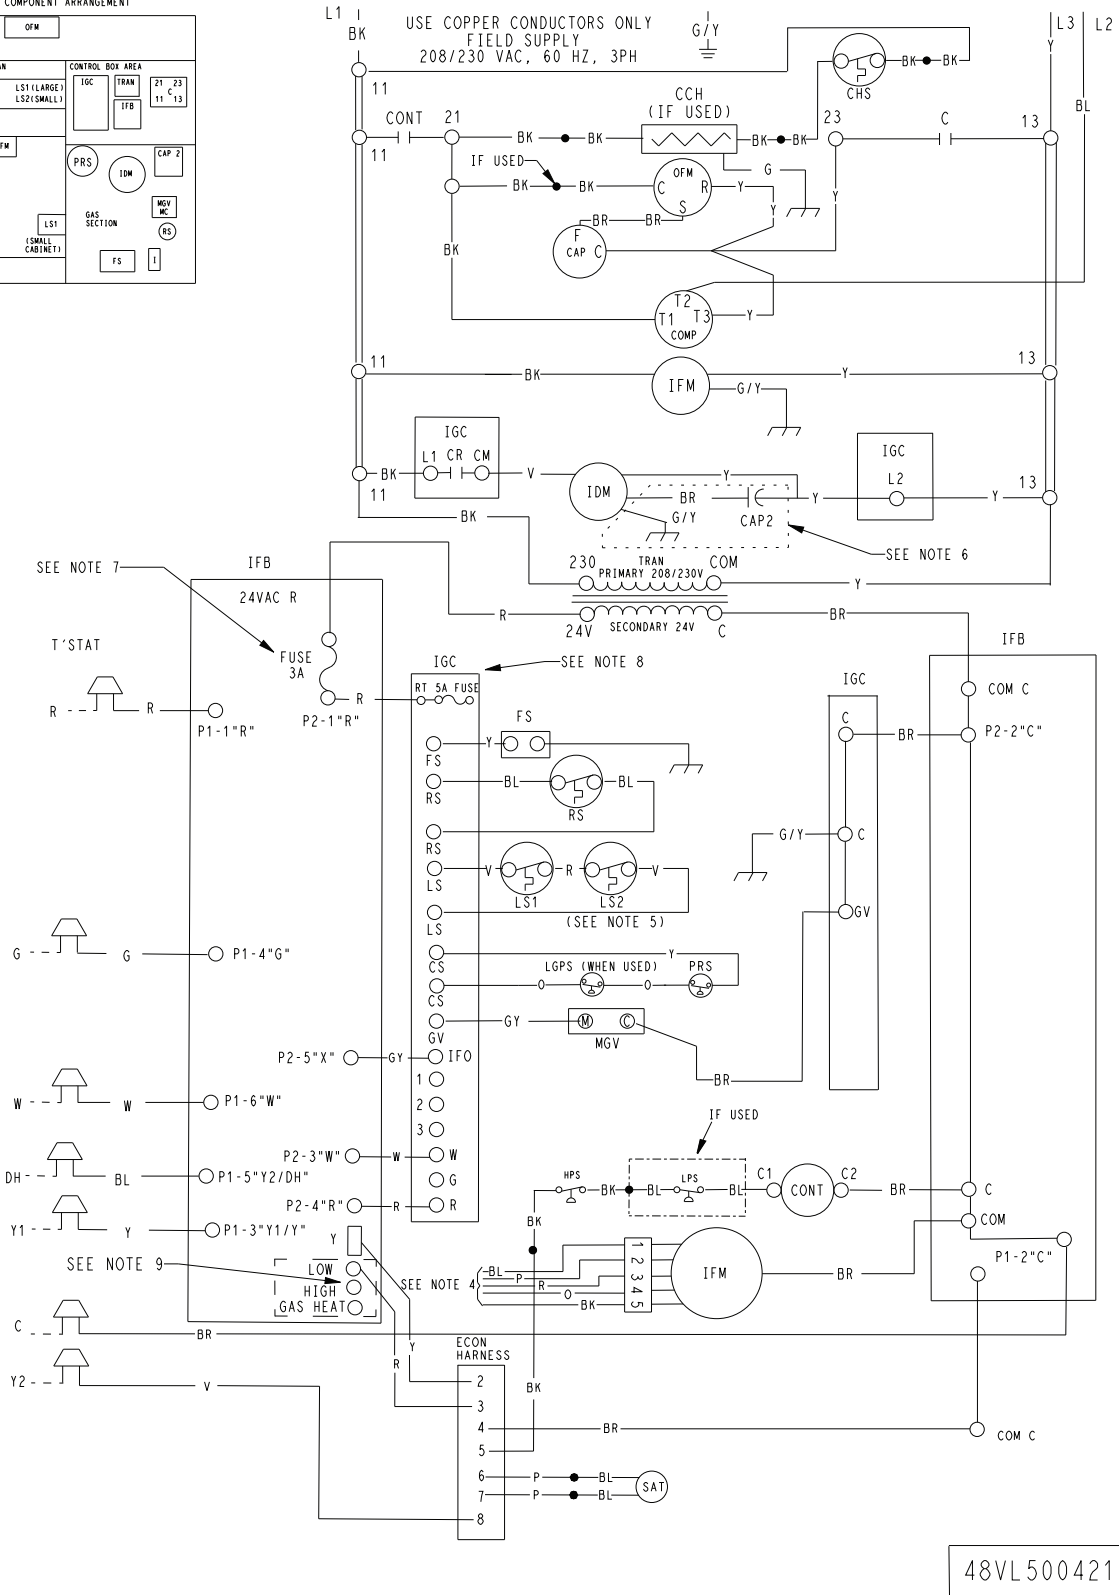 COMPONENT ARRANGEMENT
OFM
AN
LS1(LARGE)
LS2(SMALL)
CONTROL BOX AREA
IGC
TRAN
IFB
21 23
C
11 13
FM
PRS
IDM
CAP 2
MGV
MC
GAS
SECTION
RS
LS1
(SMALL
CABINET)
FS
I
L1
BK
USE COPPER CONDUCTORS ONLY
FIELD SUPPLY
208/230 VAC, 60 HZ, 3PH
G/Y
L3
L2
Y
BL
11
CHS
BK
BK
CONT
21
BK
BK
CCH
(IF USED)
BK
BK
BK
23
C
13
11
IF USED
BK
BK
C
OFM
R
S
Y
G
Y
Y
BR
BR
F
CAP C
BK
T2
T1
T3
COMP
Y
11
BK
IFM
Y
13
G/Y
IGC
L1 CR CM
BK
11
V
IDM
Y
BR
G/Y
CAP2
Y
IGC
L2
Y
13
BK
SEE NOTE 6
230
TRAN
PRIMARY 208/230V
COM
Y
R
24V
SECONDARY 24V
C
BR
SEE NOTE 7
IFB
24VAC R
T'STAT
FUSE
3A
R
R
P1-1"R"
P2-1"R"
R
IGC
SEE NOTE 8
RT 5A FUSE
FS
Y
FS
RS
BL
BL
RS
RS
LS
V
R
V
LS1
LS2
(SEE NOTE 5)
LS
CS
Y
LGPS (WHEN USED)
PRS
CS
O
O
GV
GY
M
C
MGV
BR
IGC
C
BR
G/Y
C
GV
IFB
COM C
P2-2"C"
G
G
P1-4"G"
P2-5"X"
GY
IFO
1
2
3
W
W
P1-6"W"
P2-3"W"
W
W
G
DH
BL
P1-5"Y2/DH"
P2-4"R"
R
R
Y1
Y
P1-3"Y1/Y"
Y
SEE NOTE 9
LOW
HIGH
GAS HEAT
IF USED
HPS
BK
BL
LPS
BL
C1
CONT
C2
BR
C
BK
COM
P1-2"C"
SEE NOTE 4
BL
P
R
O
BK
1
2
3
4
5
IFM
BR
C
BR
Y
R
ECON
HARNESS
Y2
V
2
3
BK
4
BR
COM C
5
6
P
BL
7
P
BL
SAT
8
48VL500421